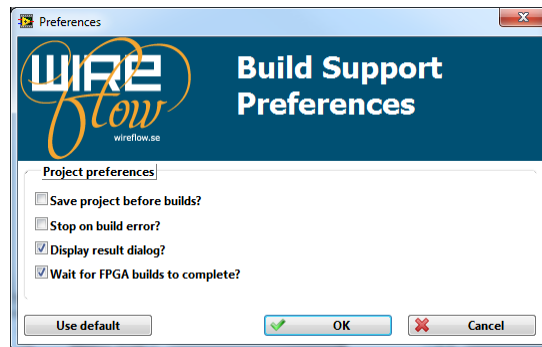 Preferences
WIRE
flow
wireflow.se
Build Support
Preferences
Project preferences
Save project before builds?
Stop on build error?
Display result dialog?
Wait for FPGA builds to complete?
Use default
OK
Cancel